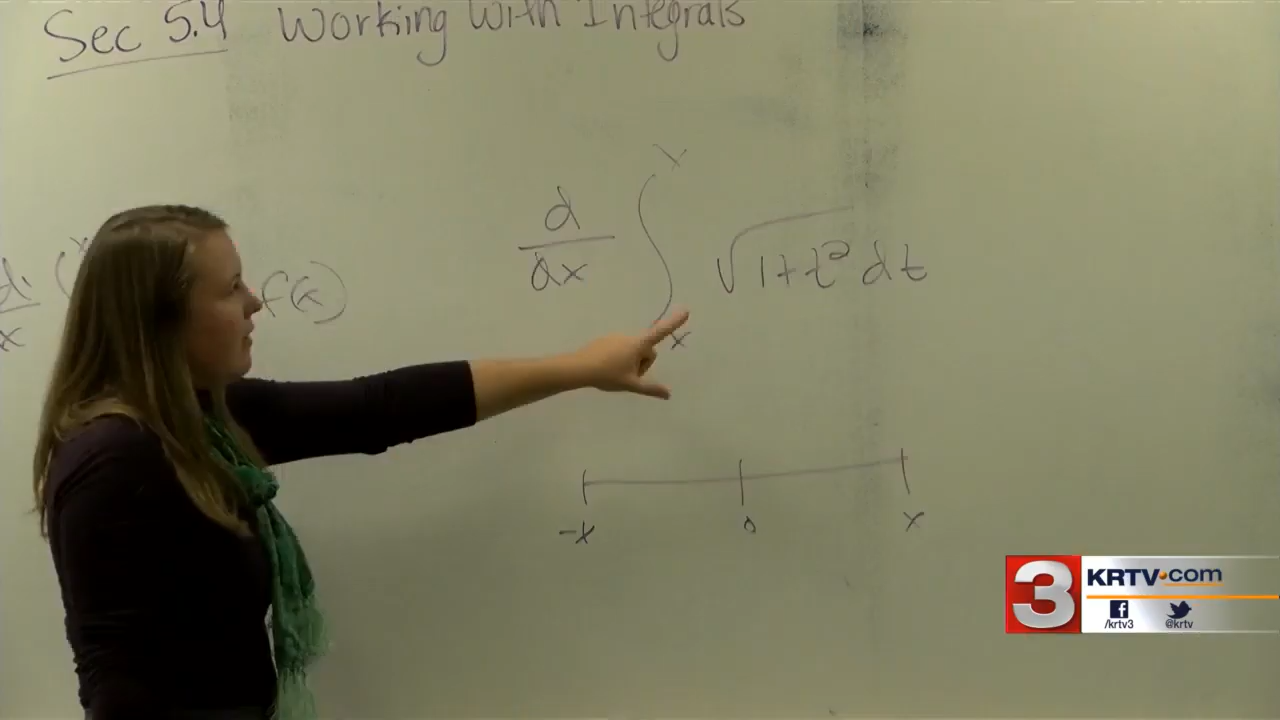 Sec 5.4 Working With Integrals
d/dx ∫ x x √1+t² dt
d/x f(x)
-x 0 x
3 KRTV.com
/krtv3 @krtv